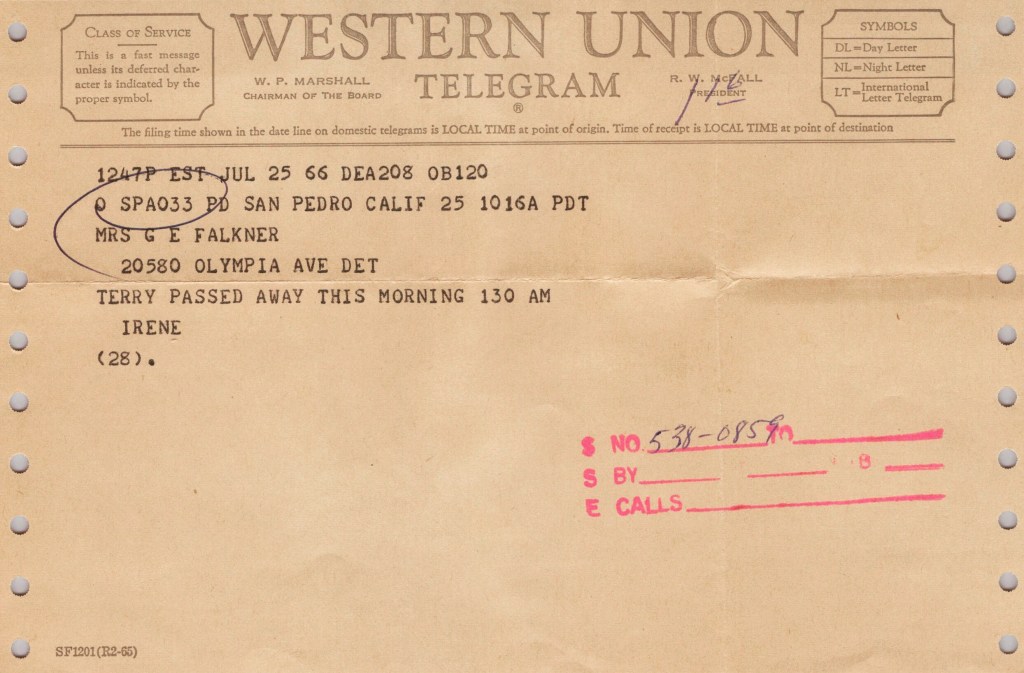 CLASS OF SERVICE
This is a fast message
unless its deferred char-
acter is indicated by the
proper symbol.
WESTERN UNION
TELEGRAM
®
W. P. MARSHALL
CHAIRMAN OF THE BOARD
R. W. McFALL
PRESIDENT
SYMBOLS
DL=Day Letter
NL=Night Letter
LT=International Letter Telegram
The filing time shown in the date line on domestic telegrams is LOCAL TIME at point of origin. Time of receipt is LOCAL TIME at point of destination
1247P EST JUL 25 66 DEA208 OB120
O SPA033 PD SAN PEDRO CALIF 25 1016A PDT
MRS G E FALKNER
20580 OLYMPIA AVE DET
TERRY PASSED AWAY THIS MORNING 130 AM
IRENE
(28).
S NO. 538-0859 TO
S BY B
E CALLS
SF1201(R2-65)